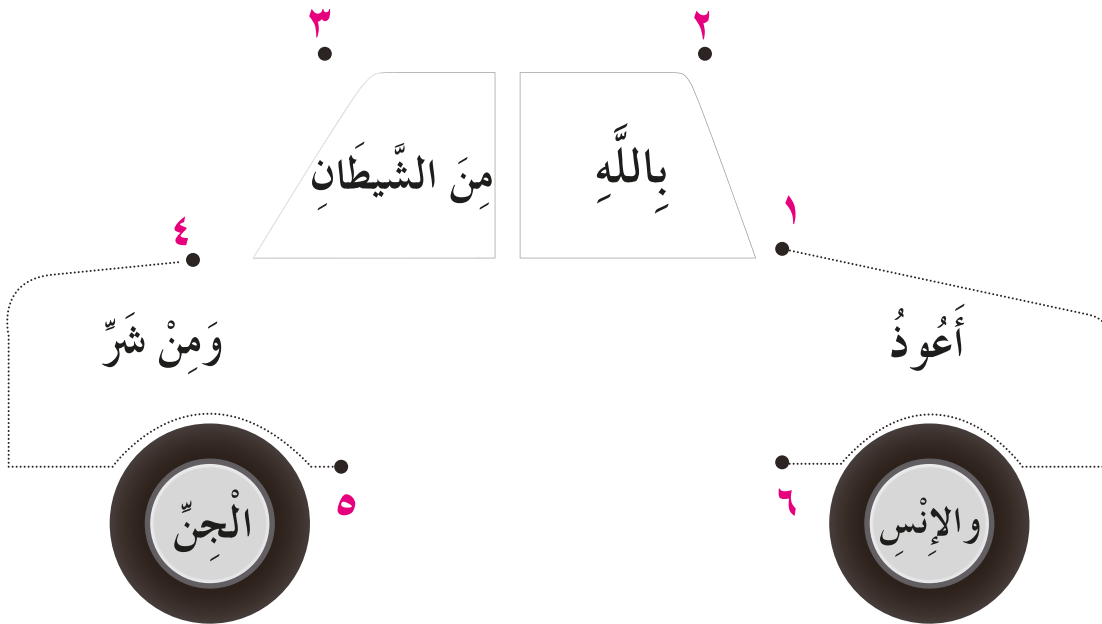 ١
أَعُوذُ
٢
بِاللَّهِ
٣
مِنَ الشَّيطَانِ
٤
وَمِنْ شَرِّ
٥
الْجِنِّ
٦
والإِنْسِ